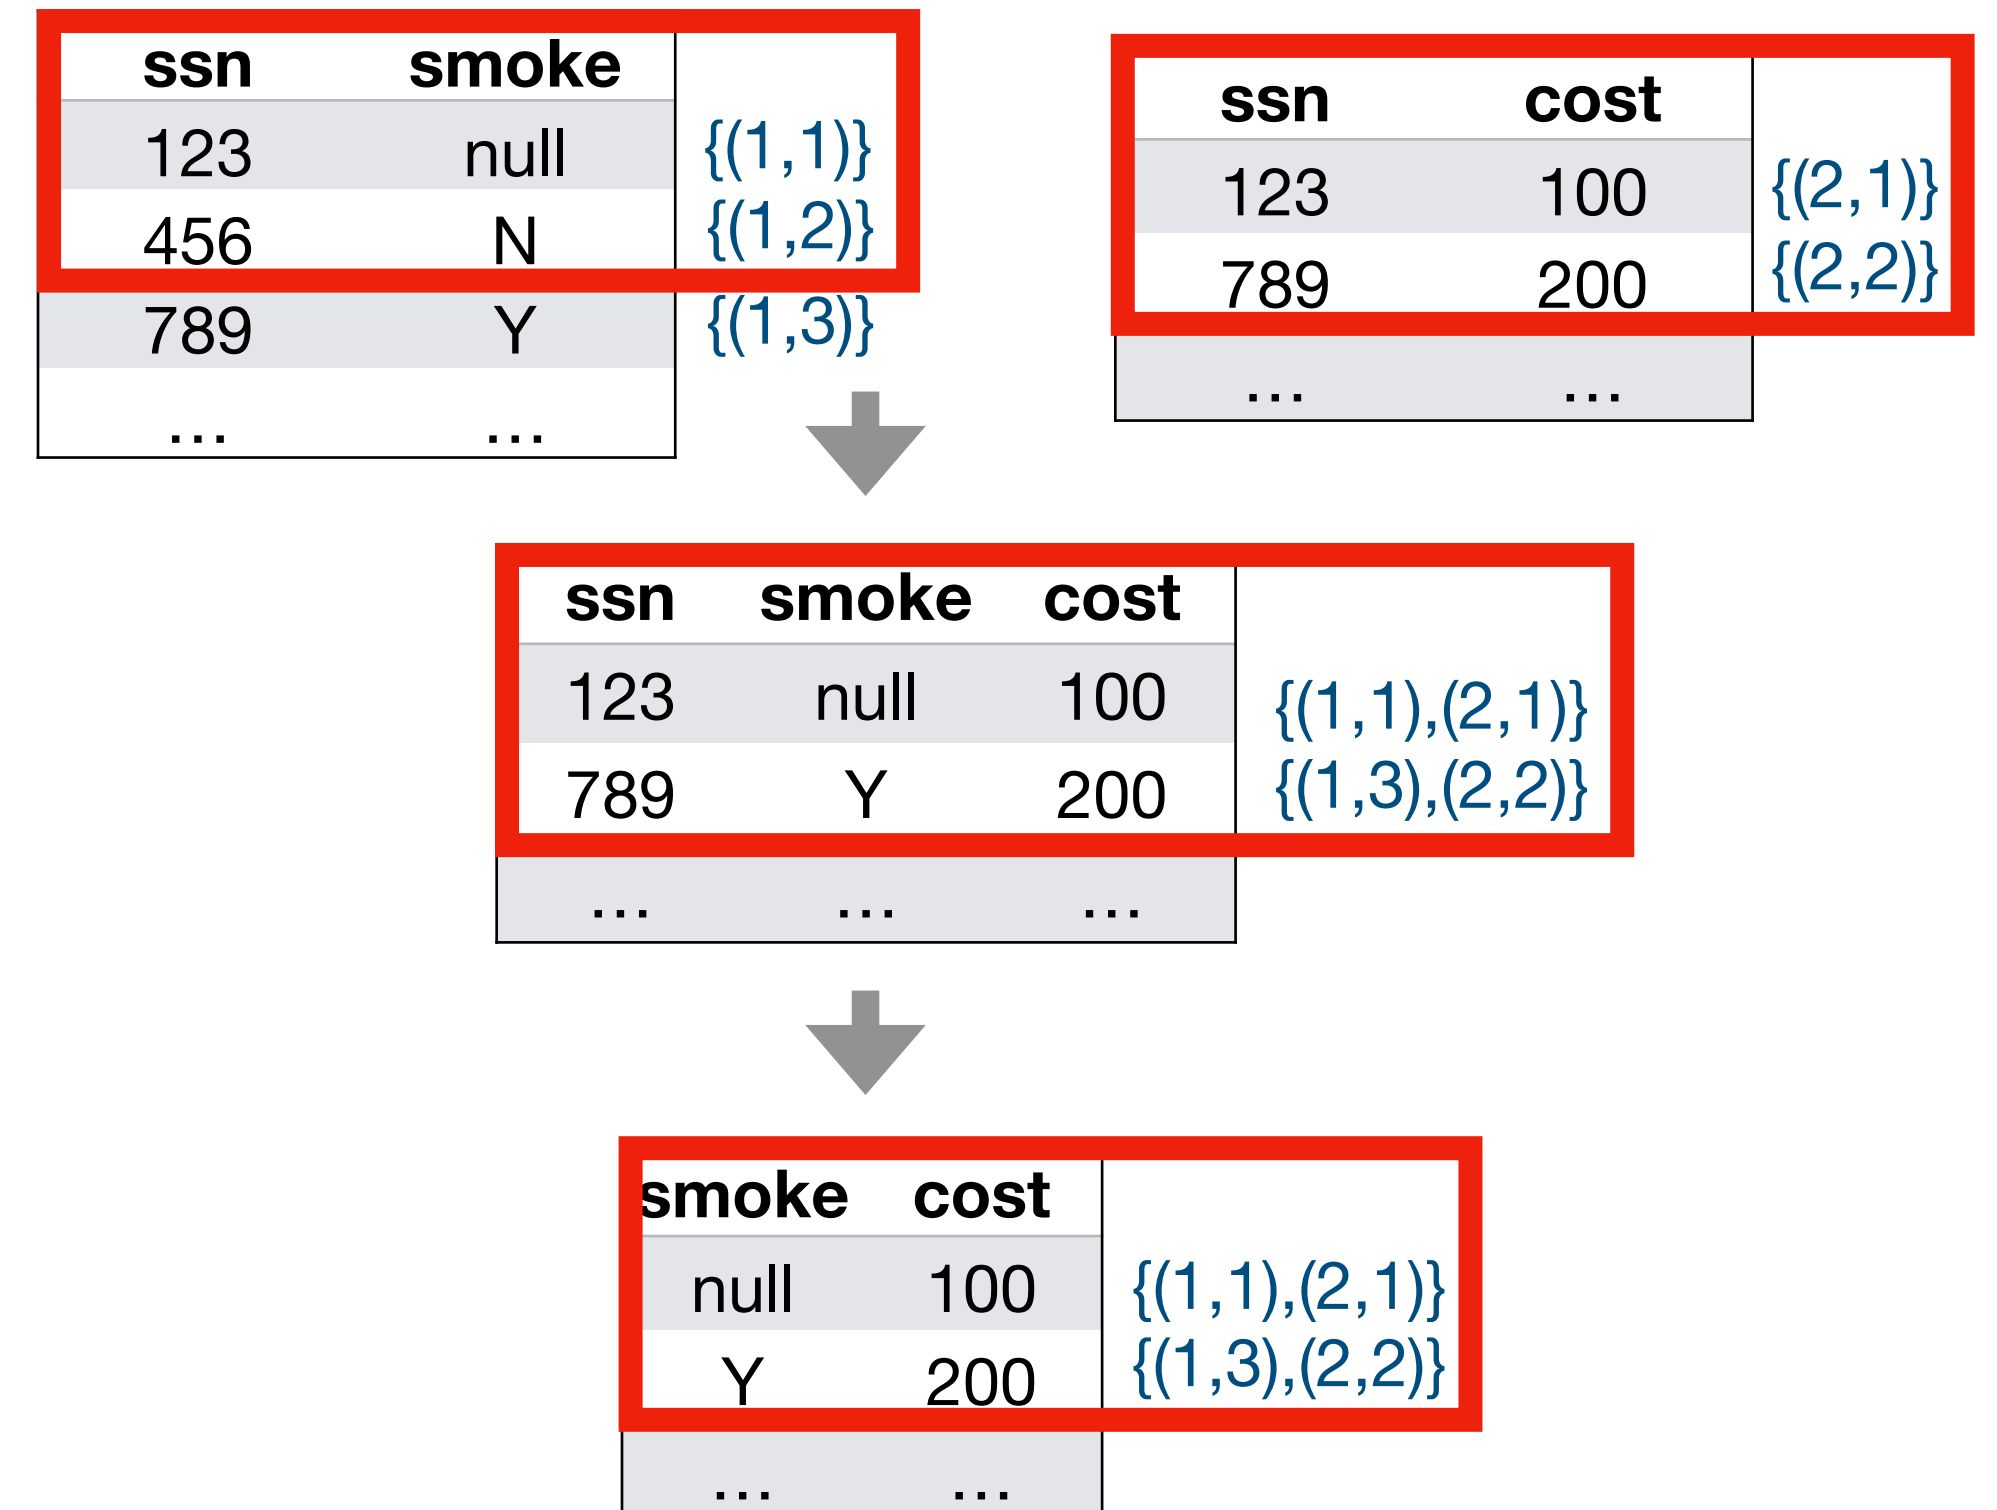 ssn smoke
123 null {(1,1)}
456 N {(1,2)}
789 Y {(1,3)}
... ...
ssn cost
123 100 {(2,1)}
789 200 {(2,2)}
... ...
ssn smoke cost
123 null 100 {(1,1),(2,1)}
789 Y 200 {(1,3),(2,2)}
... ... ...
smoke cost
null 100 {(1,1),(2,1)}
Y 200 {(1,3),(2,2)}
... ...